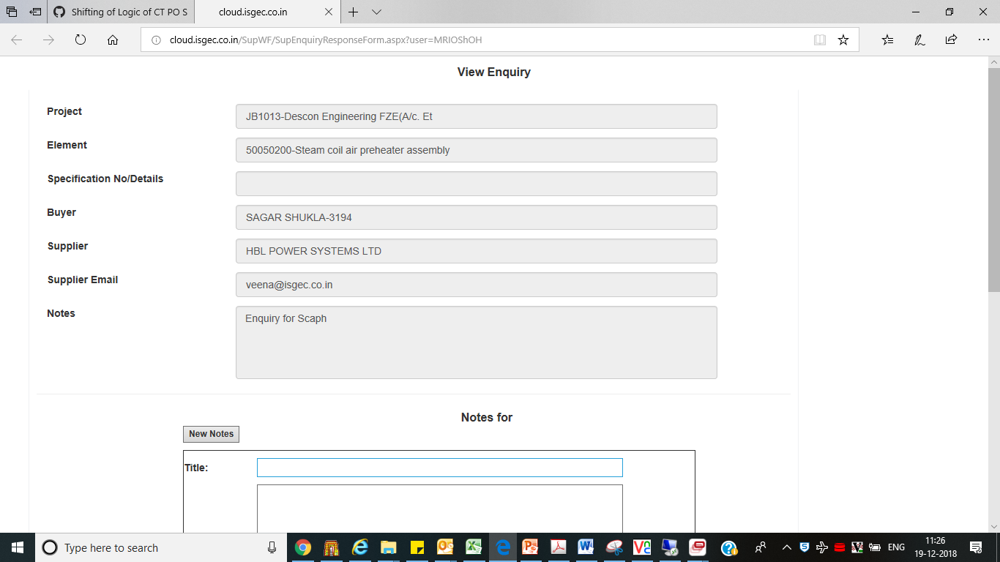 Shifting of Logic of CT PO S
cloud.isgec.co.in
cloud.isgec.co.in/SupWF/SupEnquiryResponseForm.aspx?user=MRIOShOH
View Enquiry
Project
JB1013-Descon Engineering FZE(A/c. Et
Element
50050200-Steam coil air preheater assembly
Specification No/Details
Buyer
SAGAR SHUKLA-3194
Supplier
HBL POWER SYSTEMS LTD
Supplier Email
veena@isgec.co.in
Notes
Enquiry for Scaph
Notes for
New Notes
Title:
Type here to search
ENG
11:26
19-12-2018